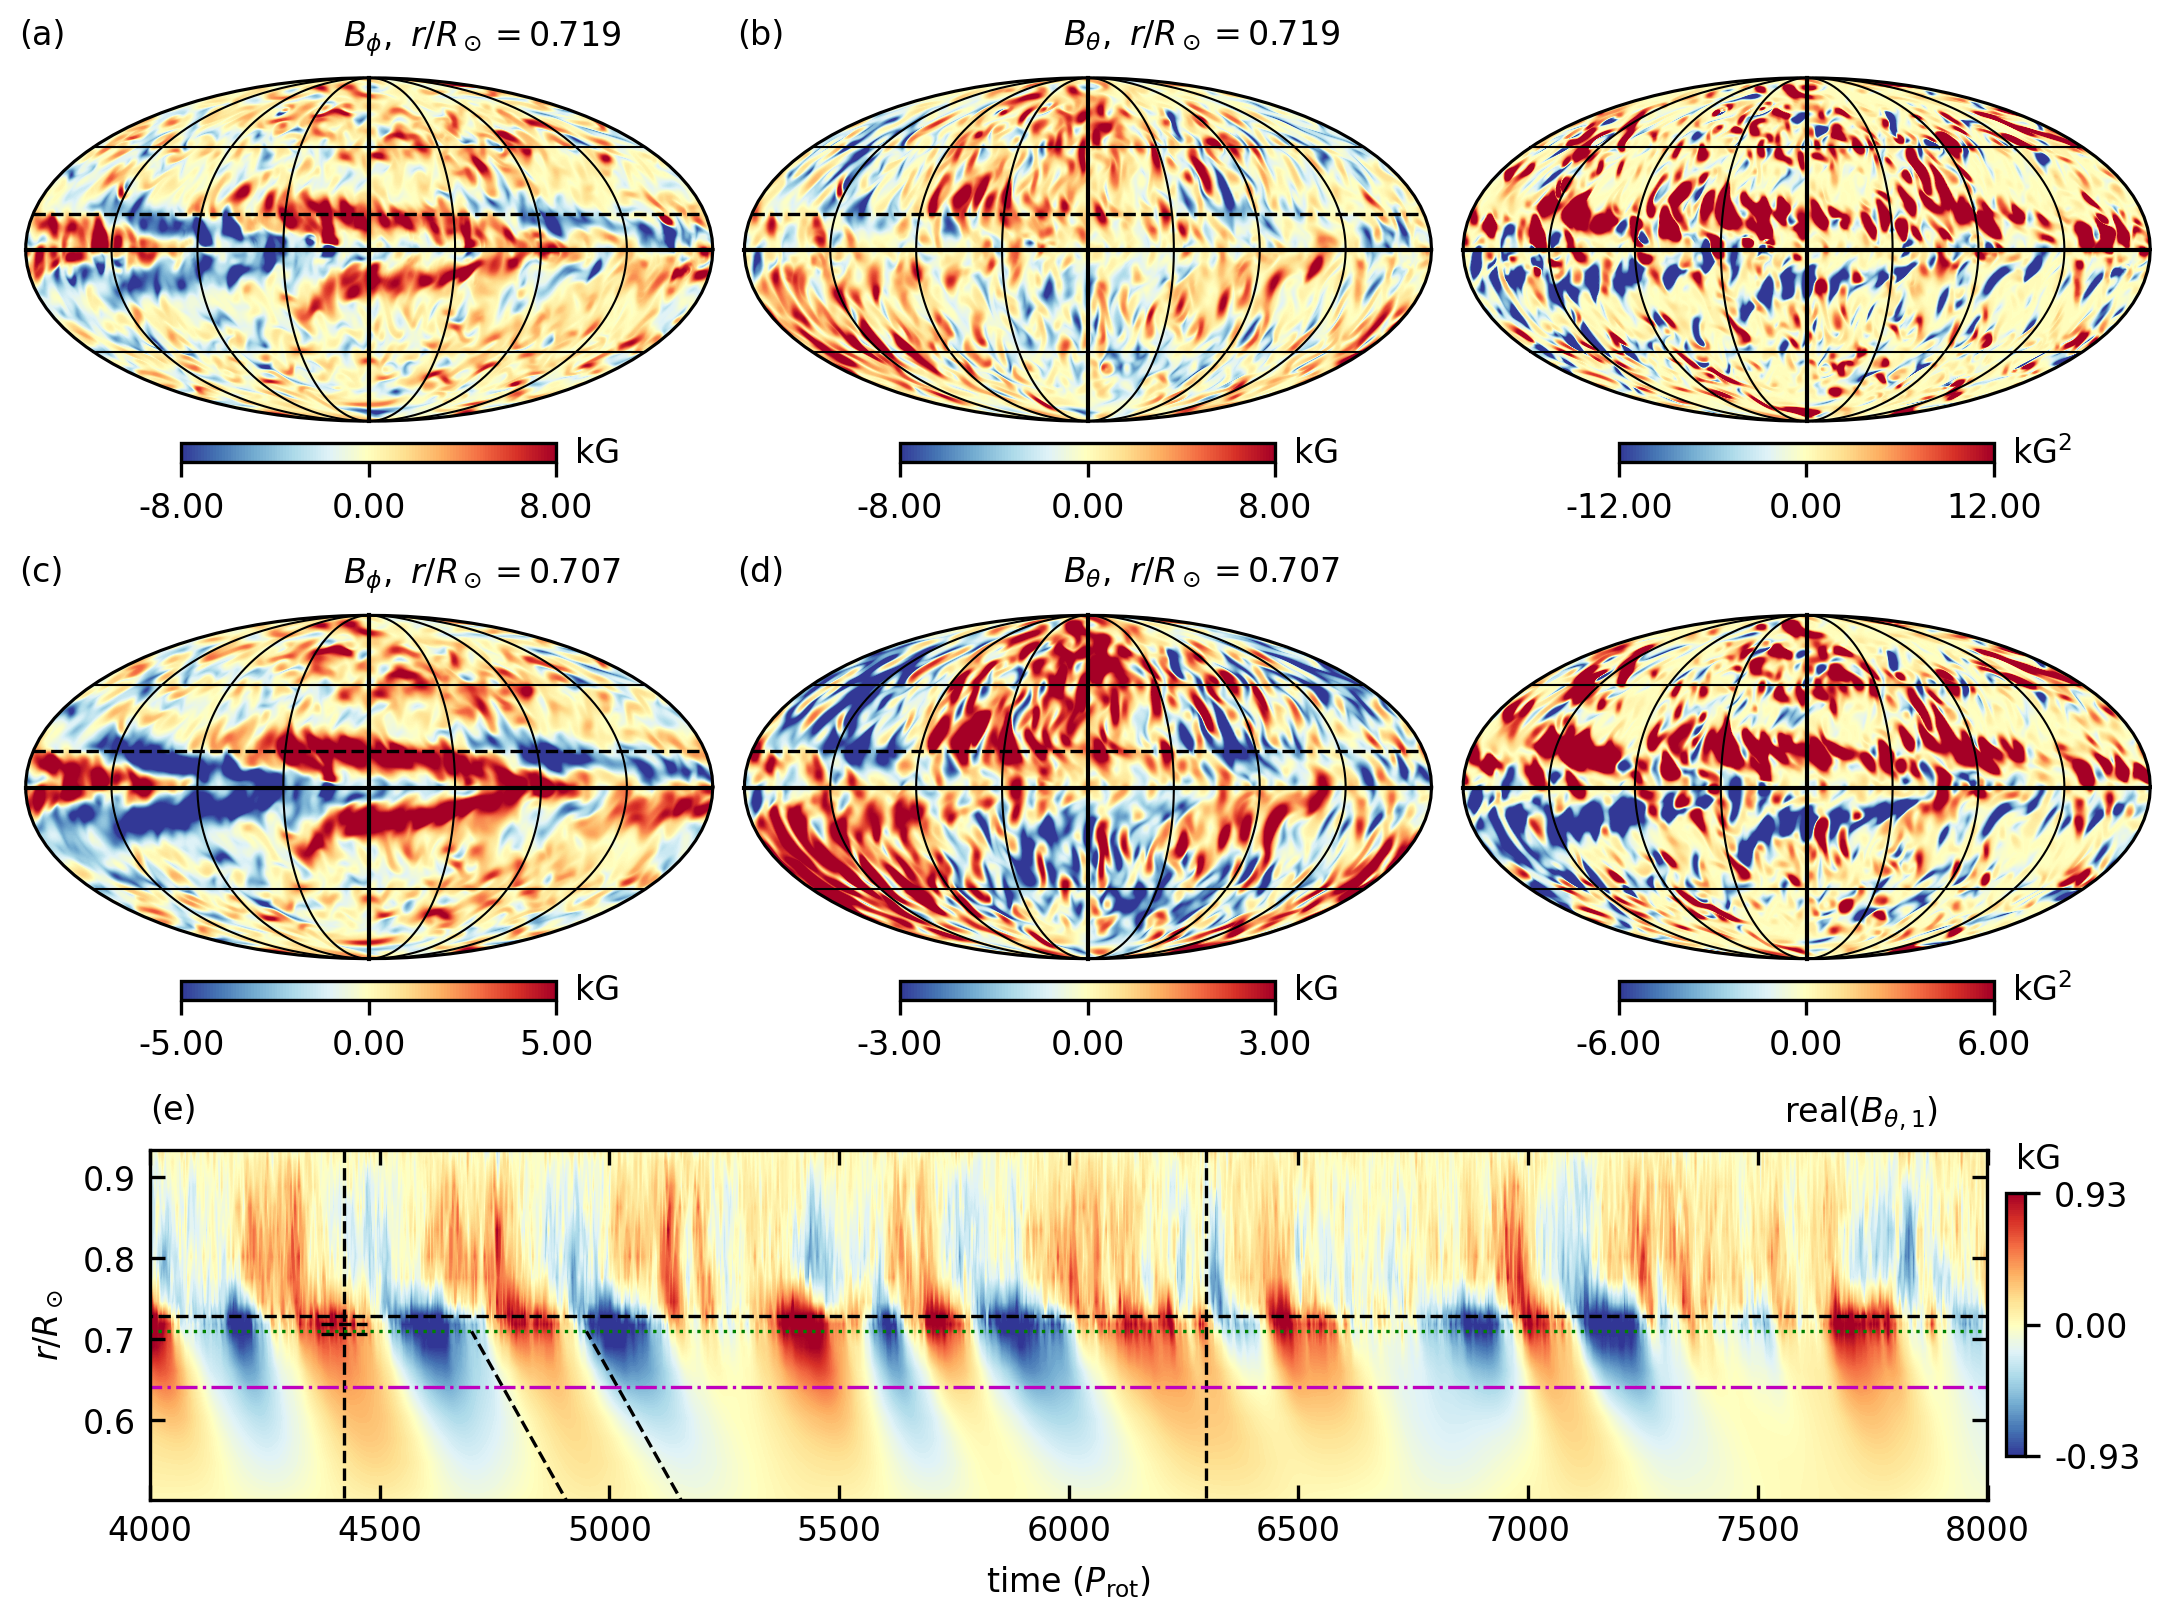 (a) Bϕ, r/R⊙ = 0.719
(b) Bθ, r/R⊙ = 0.719
kG
-8.00 0.00 8.00
kG
-8.00 0.00 8.00
kG²
-12.00 0.00 12.00
(c) Bϕ, r/R⊙ = 0.707
(d) Bθ, r/R⊙ = 0.707
kG
-5.00 0.00 5.00
kG
-3.00 0.00 3.00
kG²
-6.00 0.00 6.00
(e)
real(Bθ,1)
kG
0.93
0.00
-0.93
r/R⊙
0.9
0.8
0.7
0.6
4000 4500 5000 5500 6000 6500 7000 7500 8000
time (Prot)